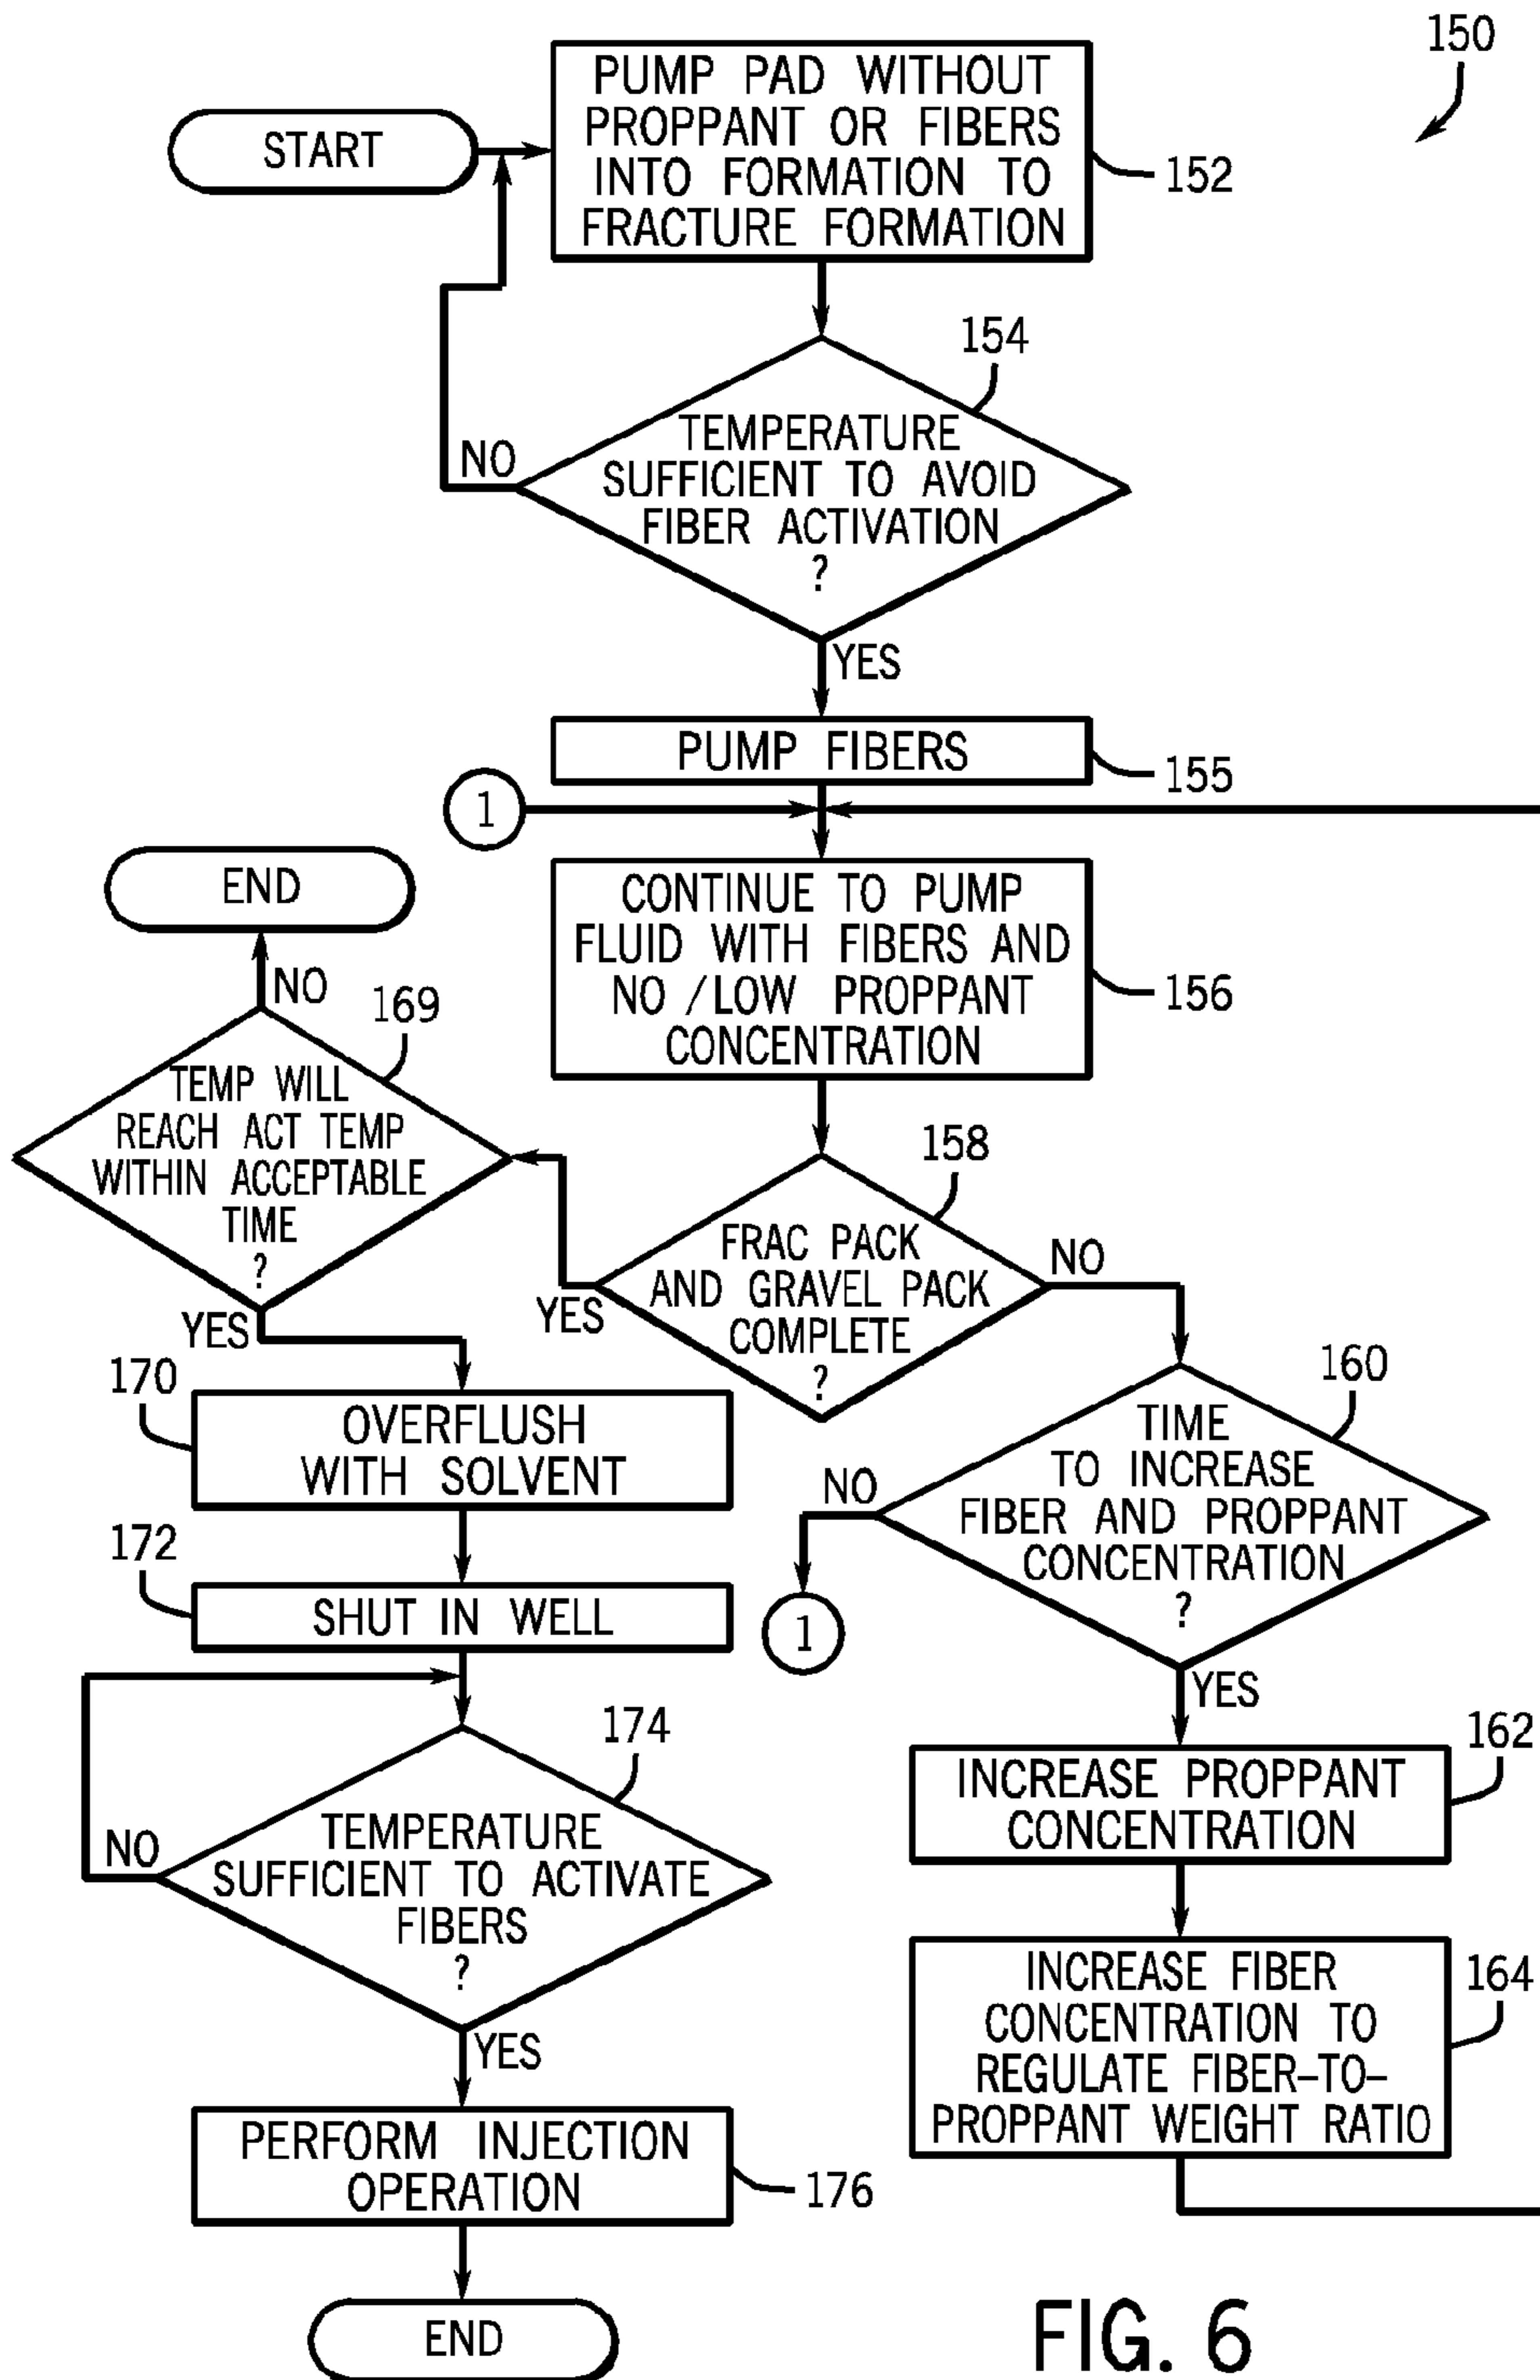 150
START
PUMP PAD WITHOUT
PROPPANT OR FIBERS
INTO FORMATION TO
FRACTURE FORMATION
152
154
TEMPERATURE
SUFFICIENT TO AVOID
FIBER ACTIVATION
?
NO
YES
PUMP FIBERS
155
1
CONTINUE TO PUMP
FLUID WITH FIBERS AND
NO /LOW PROPPANT
CONCENTRATION
156
END
NO
169
TEMP WILL
REACH ACT TEMP
WITHIN ACCEPTABLE
TIME
?
YES
158
FRAC PACK
AND GRAVEL PACK
COMPLETE
?
YES
NO
160
TIME
TO INCREASE
FIBER AND PROPPANT
CONCENTRATION
?
NO
1
YES
170
OVERFLUSH
WITH SOLVENT
172
SHUT IN WELL
174
TEMPERATURE
SUFFICIENT TO ACTIVATE
FIBERS
?
NO
YES
162
INCREASE PROPPANT
CONCENTRATION
164
INCREASE FIBER
CONCENTRATION TO
REGULATE FIBER–TO–
PROPPANT WEIGHT RATIO
PERFORM INJECTION
OPERATION
176
END
FIG. 6